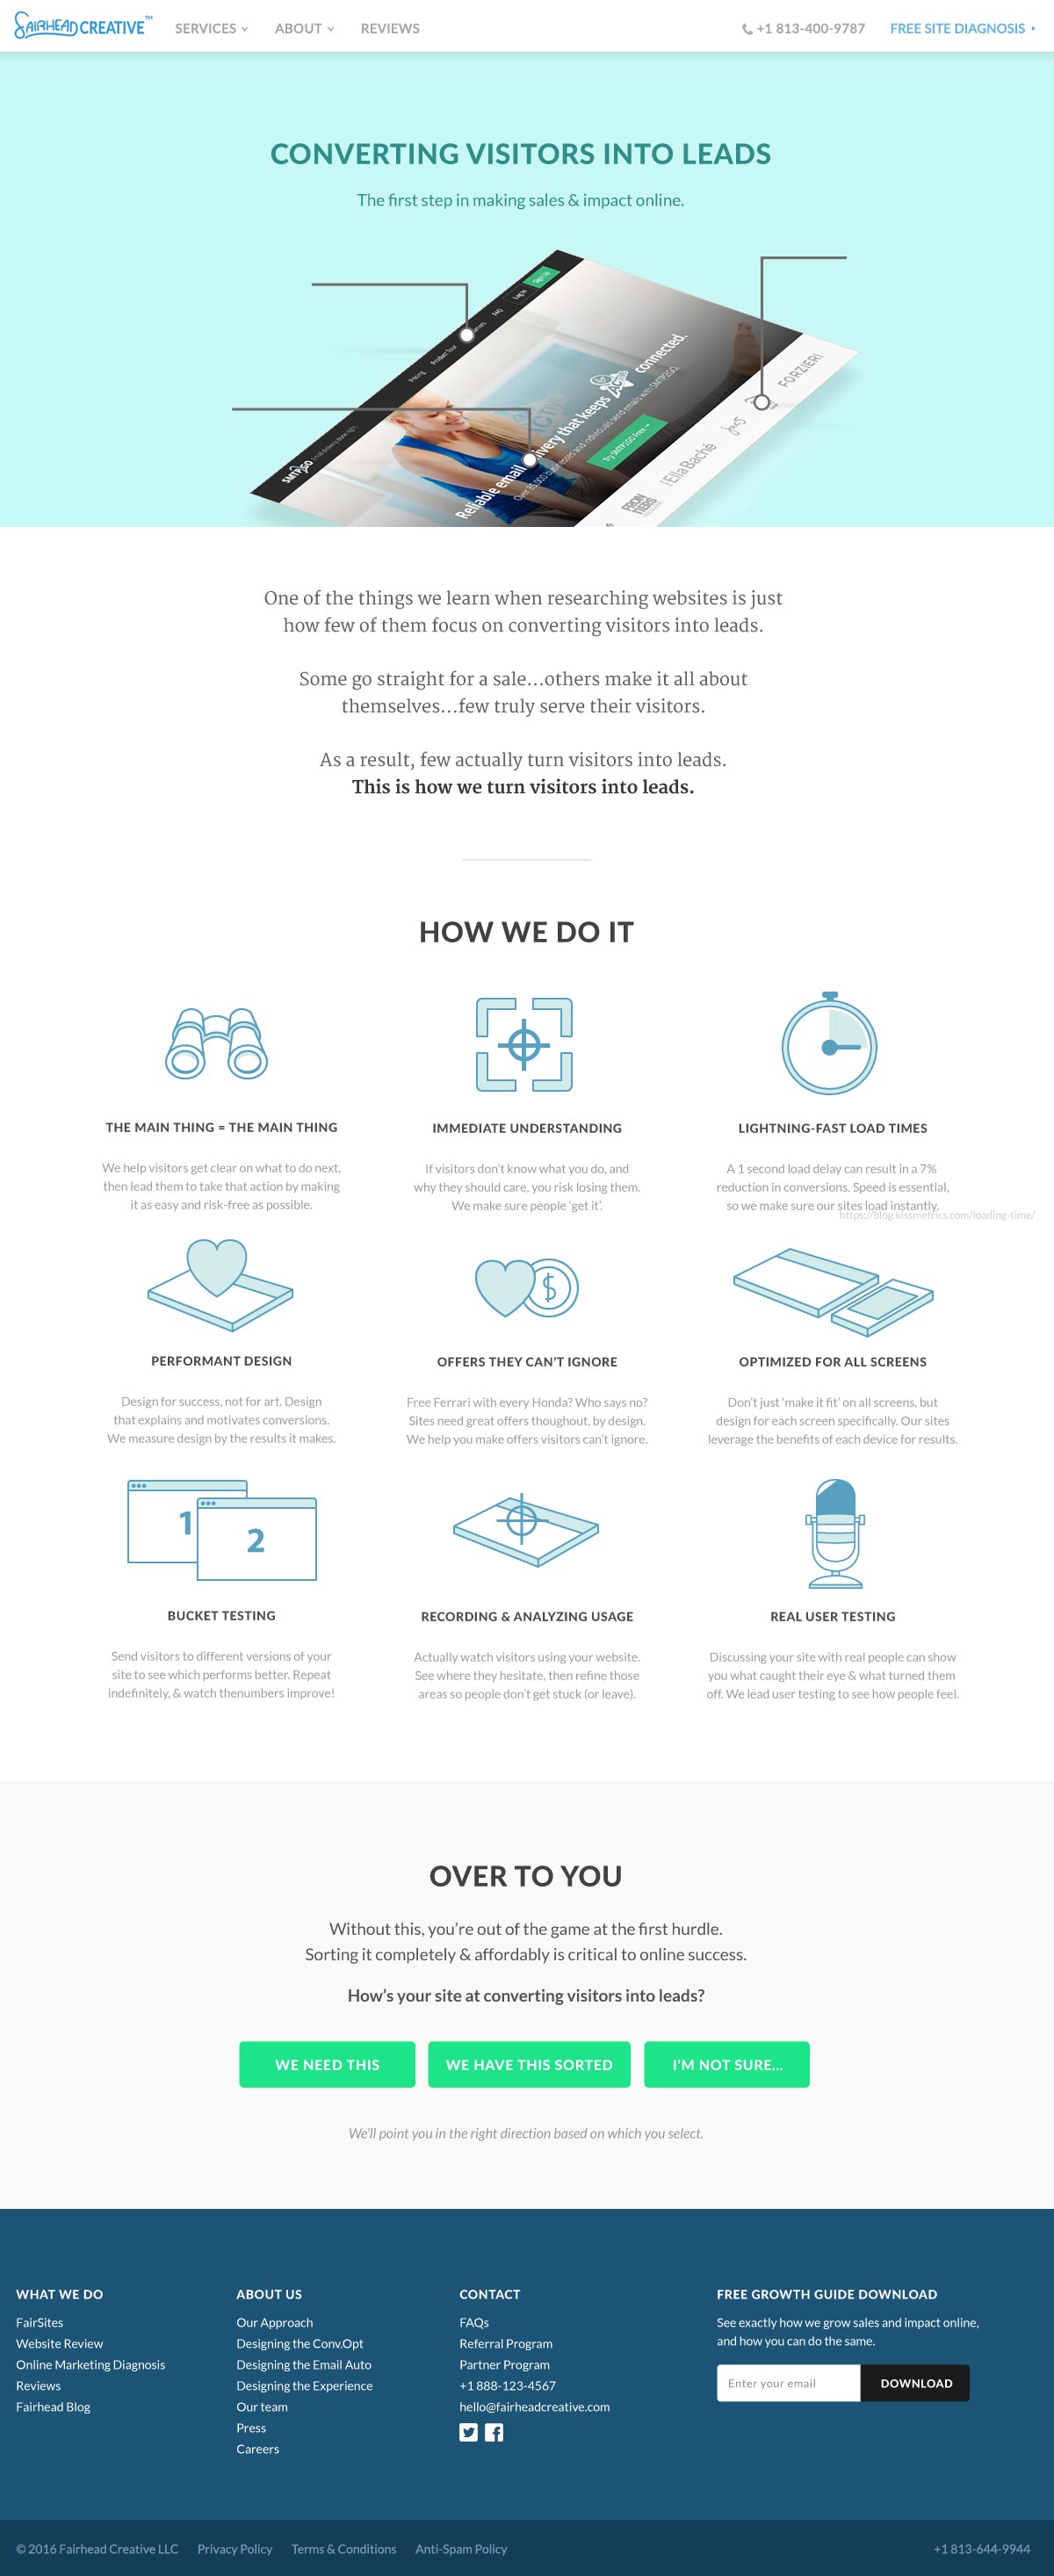 FAIRHEAD CREATIVE™
SERVICES
ABOUT
REVIEWS
+1 813-400-9787
FREE SITE DIAGNOSIS
CONVERTING VISITORS INTO LEADS
The first step in making sales & impact online.
Sign Up
Log In
FAQ
Product Tour
Pricing
SMTP2GO
Email delivery done right.
Reliable email
ivery that keeps
connected.
Try SMTP2GO Free
FRON
TIERS
EllaBaché
FORZIERI
One of the things we learn when researching websites is just
how few of them focus on converting visitors into leads.
Some go straight for a sale...others make it all about
themselves...few truly serve their visitors.
As a result, few actually turn visitors into leads.
This is how we turn visitors into leads.
HOW WE DO IT
THE MAIN THING = THE MAIN THING
We help visitors get clear on what to do next,
then lead them to take that action by making
it as easy and risk-free as possible.
IMMEDIATE UNDERSTANDING
If visitors don't know what you do, and
why they should care, you risk losing them.
We make sure people 'get it'.
LIGHTNING-FAST LOAD TIMES
A 1 second load delay can result in a 7%
reduction in conversions. Speed is essential,
so we make sure our sites load instantly.
https://blog.kissmetrics.com/loading-time/
$
PERFORMANT DESIGN
Design for success, not for art. Design
that explains and motivates conversions.
We measure design by the results it makes.
OFFERS THEY CAN'T IGNORE
Free Ferrari with every Honda? Who says no?
Sites need great offers thoughout, by design.
We help you make offers visitors can't ignore.
OPTIMIZED FOR ALL SCREENS
Don't just 'make it fit' on all screens, but
design for each screen specifically. Our sites
leverage the benefits of each device for results.
1
2
BUCKET TESTING
Send visitors to different versions of your
site to see which performs better. Repeat
indefinitely, & watch thenumbers improve!
RECORDING & ANALYZING USAGE
Actually watch visitors using your website.
See where they hesitate, then refine those
areas so people don't get stuck (or leave).
REAL USER TESTING
Discussing your site with real people can show
you what caught their eye & what turned them
off. We lead user testing to see how people feel.
OVER TO YOU
Without this, you're out of the game at the first hurdle.
Sorting it completely & affordably is critical to online success.
How's your site at converting visitors into leads?
WE NEED THIS
WE HAVE THIS SORTED
I'M NOT SURE...
We'll point you in the right direction based on which you select.
WHAT WE DO
FairSites
Website Review
Online Marketing Diagnosis
Reviews
Fairhead Blog
ABOUT US
Our Approach
Designing the Conv.Opt
Designing the Email Auto
Designing the Experience
Our team
Press
Careers
CONTACT
FAQs
Referral Program
Partner Program
+1 888-123-4567
hello@fairheadcreative.com
FREE GROWTH GUIDE DOWNLOAD
See exactly how we grow sales and impact online,
and how you can do the same.
Enter your email
DOWNLOAD
© 2016 Fairhead Creative LLC
Privacy Policy
Terms & Conditions
Anti-Spam Policy
+1 813-644-9944